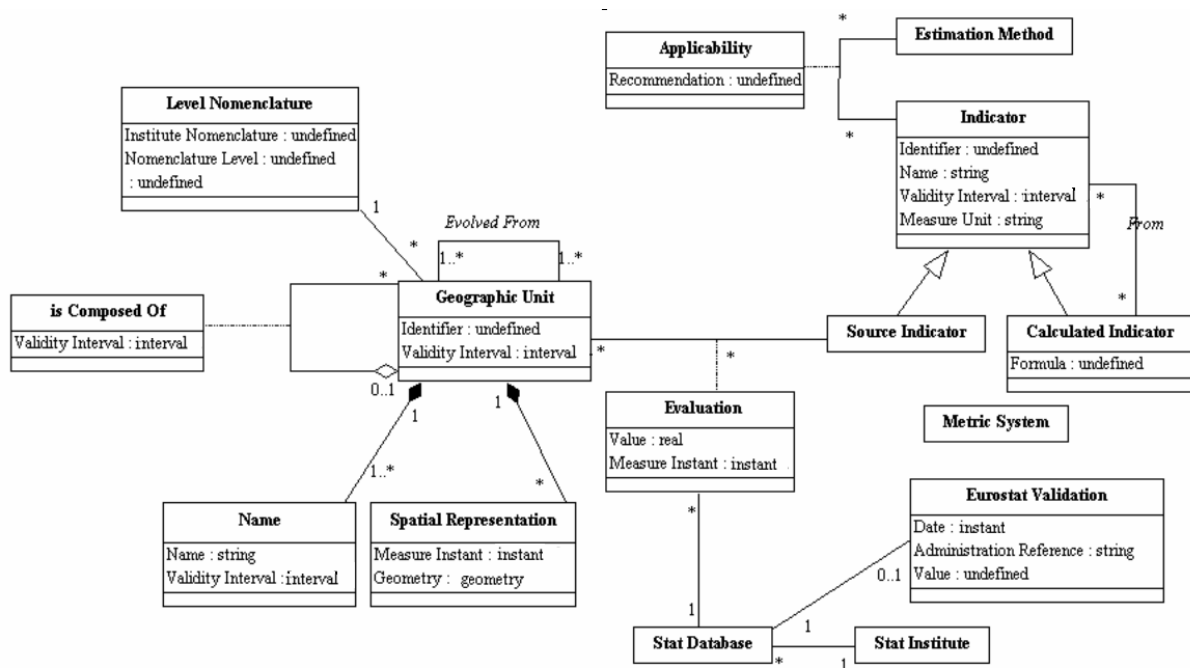 Applicability
Recommendation : undefined
*
*
Estimation Method
Level Nomenclature
Institute Nomenclature : undefined
Nomenclature Level : undefined
: undefined
Indicator
Identifier : undefined
Name : string
Validity Interval : interval
Measure Unit : string
*
From
*
1
*
Evolved From
1..*
1..*
is Composed Of
Validity Interval : interval
*
0..1
Geographic Unit
Identifier : undefined
Validity Interval : interval
*
*
Source Indicator
Calculated Indicator
Formula : undefined
Metric System
1
1
1..*
*
Evaluation
Value : real
Measure Instant : instant
Name
Name : string
Validity Interval : interval
Spatial Representation
Measure Instant : instant
Geometry : geometry
Eurostat Validation
Date : instant
Administration Reference : string
Value : undefined
*
0..1
1
1
Stat Database
*
1
Stat Institute